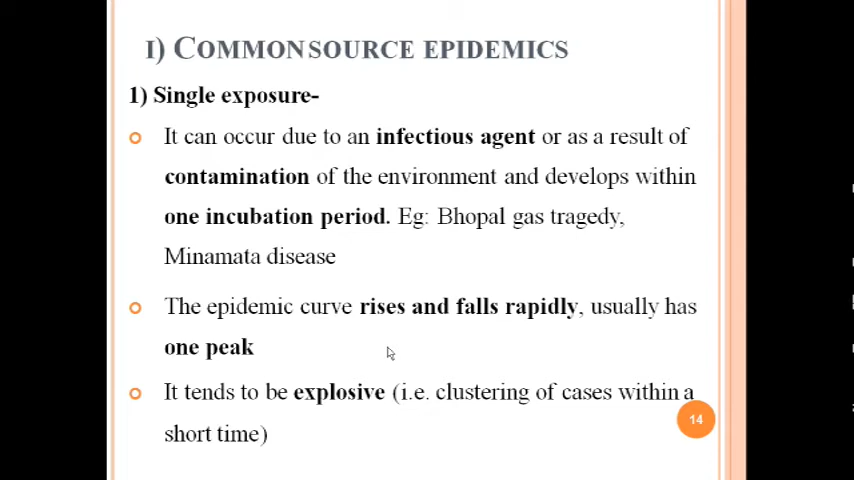 I) COMMON SOURCE EPIDEMICS
1) Single exposure-
It can occur due to an infectious agent or as a result of
contamination of the environment and develops within
one incubation period. Eg: Bhopal gas tragedy,
Minamata disease
The epidemic curve rises and falls rapidly, usually has
one peak
It tends to be explosive (i.e. clustering of cases within a
short time)
14